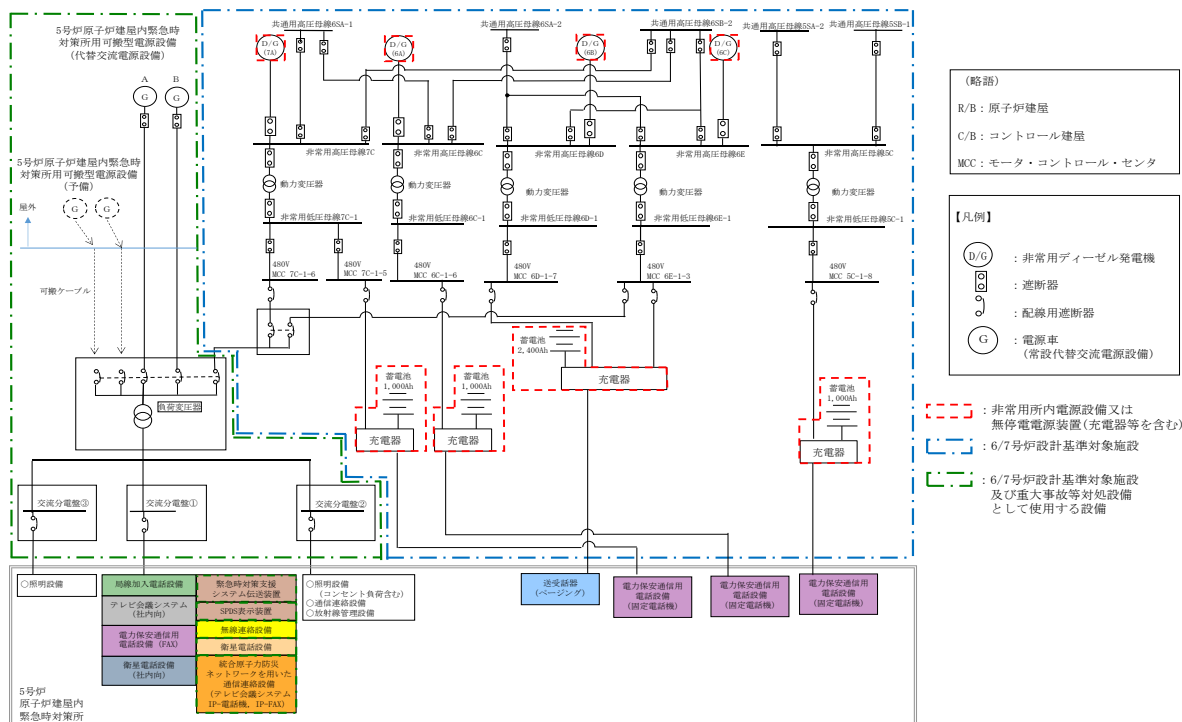 5号炉原子炉建屋内緊急時
対策所用可搬型電源設備
(代替交流電源設備)
A
B
G
G
5号炉原子炉建屋内緊急時
対策所用可搬型電源設備
(予備)
屋外
G
G
可搬ケーブル
負荷変圧器
交流分電盤③
交流分電盤①
交流分電盤②
共通用高圧母線6SA-1
共通用高圧母線6SA-2
共通用高圧母線6SB-2
共通用高圧母線5SA-2
共通用高圧母線5SB-1
D/G
(7A)
D/G
(6A)
D/G
(6B)
D/G
(6C)
非常用高圧母線7C
非常用高圧母線6C
非常用高圧母線6D
非常用高圧母線6E
非常用高圧母線5C
動力変圧器
動力変圧器
動力変圧器
動力変圧器
動力変圧器
非常用低圧母線7C-1
非常用低圧母線6C-1
非常用低圧母線6D-1
非常用低圧母線6E-1
非常用低圧母線5C-1
480V
MCC 7C-1-6
480V
MCC 7C-1-5
480V
MCC 6C-1-6
480V
MCC 6D-1-7
480V
MCC 6E-1-3
480V
MCC 5C-1-8
蓄電池
1,000Ah
充電器
蓄電池
1,000Ah
充電器
蓄電池
2,400Ah
充電器
蓄電池
1,000Ah
充電器
○照明設備
局線加入電話設備
テレビ会議システム
(社内向)
電力保安通信用
電話設備 (FAX)
衛星電話設備
(社内向)
緊急時対策支援
システム伝送装置
SPDS表示装置
無線連絡設備
衛星電話設備
統合原子力防災
ネットワークを用いた
通信連絡設備
(テレビ会議システム
IP-電話機, IP-FAX)
○照明設備
(コンセント負荷含む)
○通信連絡設備
○放射線管理設備
送受話器
(ページング)
電力保安通信用
電話設備
(固定電話機)
電力保安通信用
電話設備
(固定電話機)
電力保安通信用
電話設備
(固定電話機)
5号炉
原子炉建屋内
緊急時対策所
(略語)
R/B：原子炉建屋
C/B：コントロール建屋
MCC：モータ・コントロール・センタ
【凡例】
D/G ：非常用ディーゼル発電機
：遮断器
：配線用遮断器
G ：電源車
(常設代替交流電源設備)
：非常用所内電源設備又は
無停電電源装置(充電器等を含む)
：6/7号炉設計基準対象施設
：6/7号炉設計基準対象施設
及び重大事故等対処設備
として使用する設備